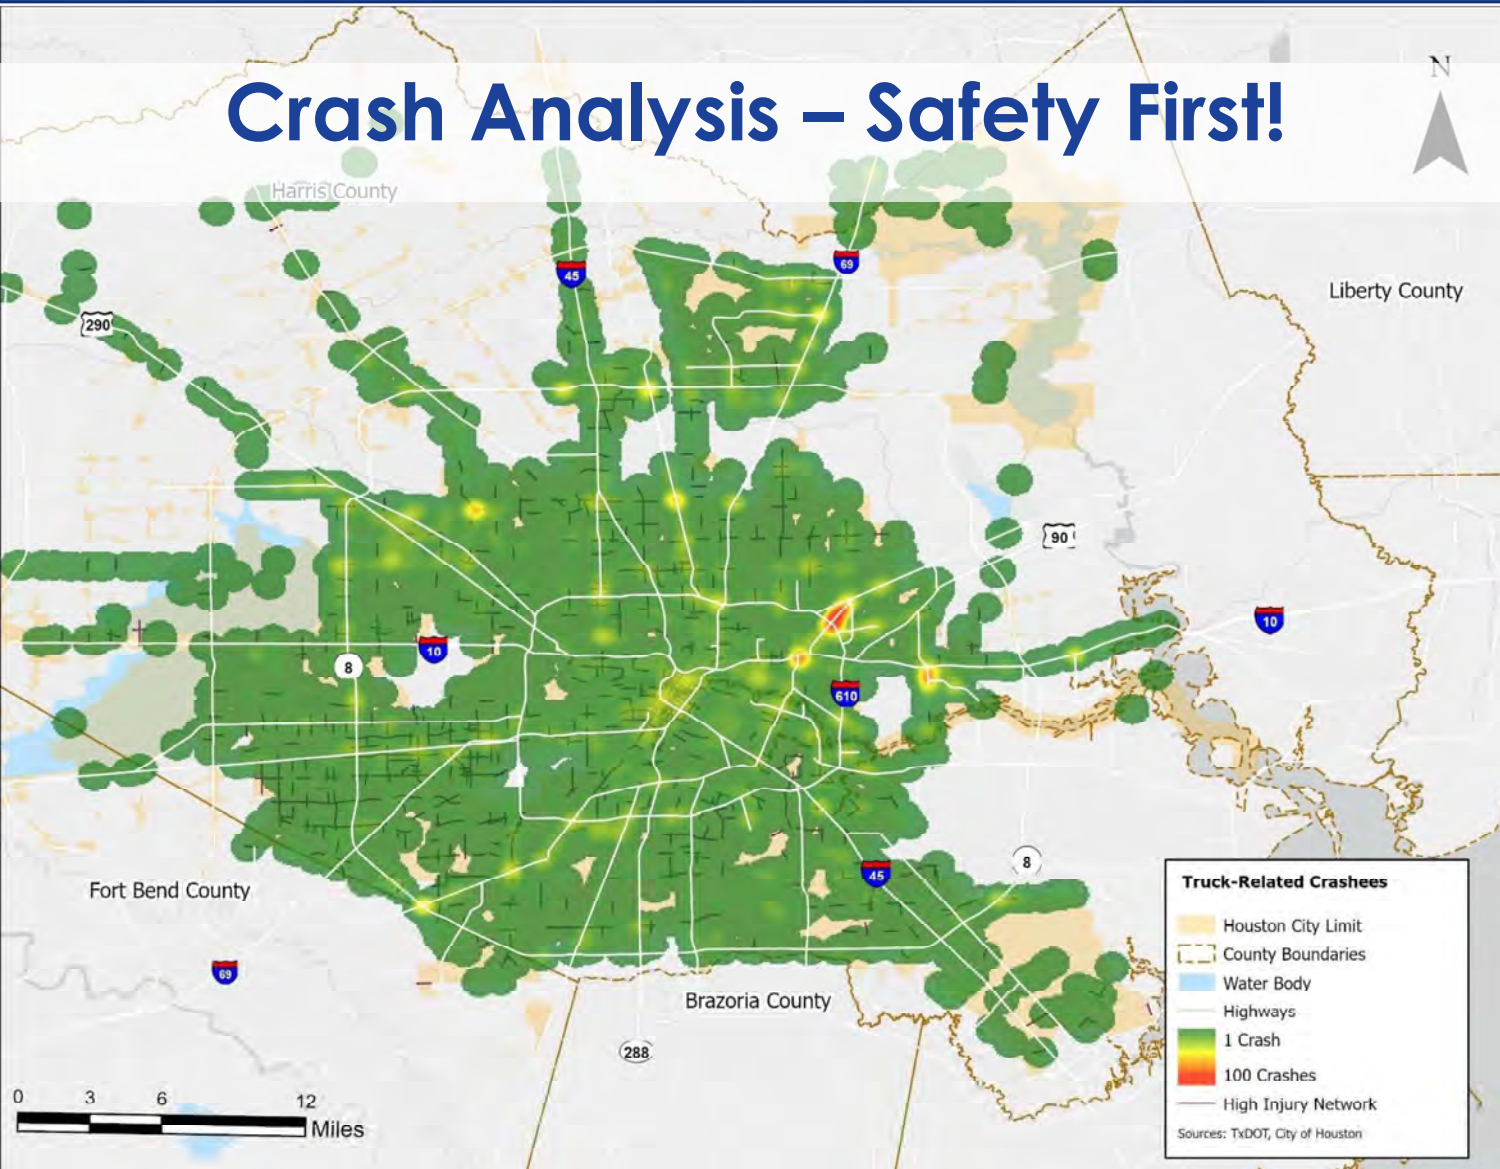 Crash Analysis – Safety First!
N
Harris County
45
69
Liberty County
290
90
10
10
8
610
8
45
Fort Bend County
69
Brazoria County
288
Truck-Related Crashees
Houston City Limit
County Boundaries
Water Body
Highways
1 Crash
100 Crashes
High Injury Network
Sources: TxDOT, City of Houston
0 3 6 12
Miles